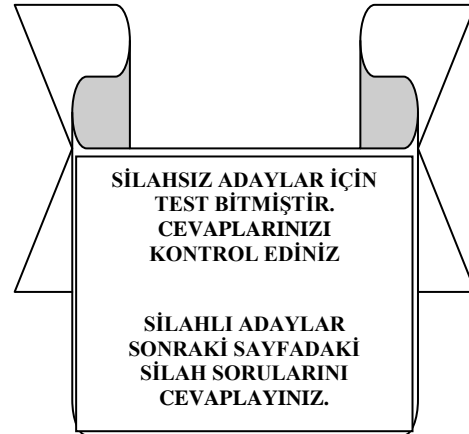 SİLAHSIZ ADAYLAR İÇİN
TEST BİTMİŞTİR.
CEVAPLARINIZI
KONTROL EDİNİZ
SİLAHLI ADAYLAR
SONRAKİ SAYFADAKİ
SİLAH SORULARINI
CEVAPLAYINIZ.